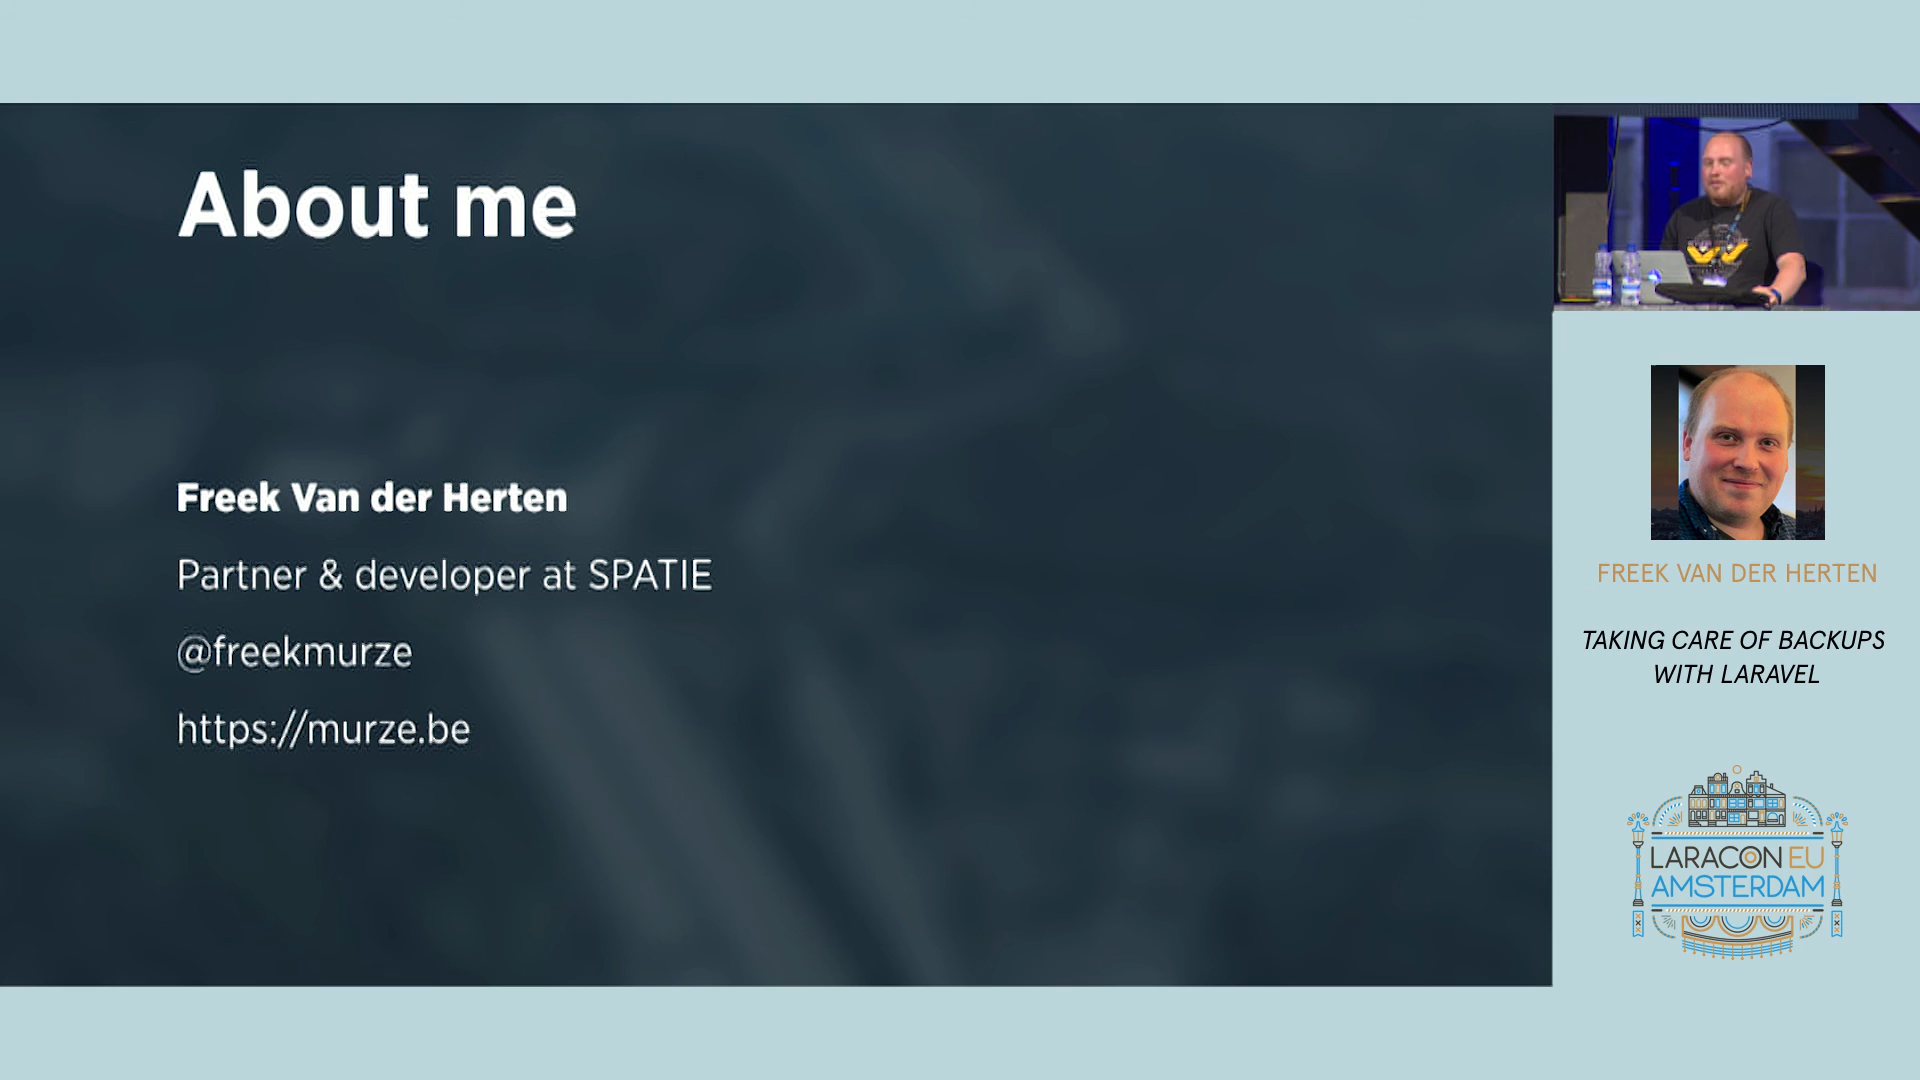 About me
Freek Van der Herten
Partner & developer at SPATIE
@freekmurze
https://murze.be
FREEK VAN DER HERTEN
TAKING CARE OF BACKUPS
WITH LARAVEL
LARACON EU
AMSTERDAM